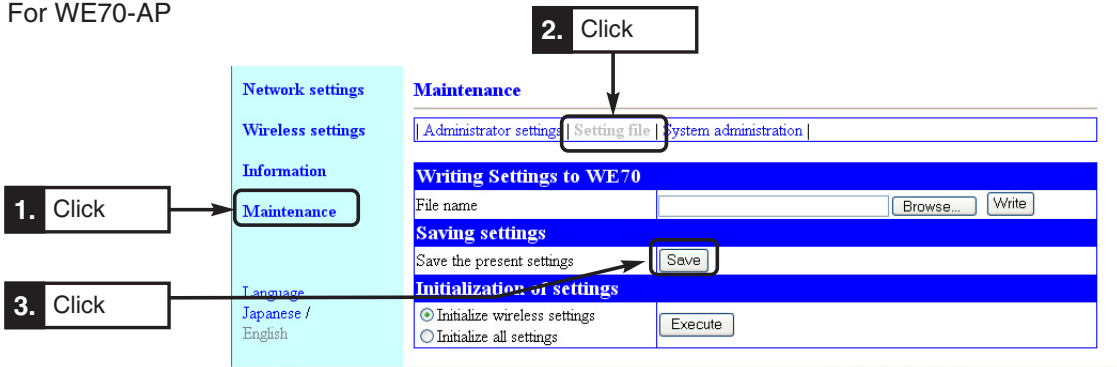 For WE70-AP
2. Click
Network settings
Maintenance
Wireless settings
| Administrator settings | Setting file | System administration |
Information
Writing Settings to WE70
1. Click
Maintenance
File name
Browse...
Write
Saving settings
Save the present settings
Save
3. Click
Language
Initialization of settings
Japanese /
Initialize wireless settings
Execute
English
Initialize all settings